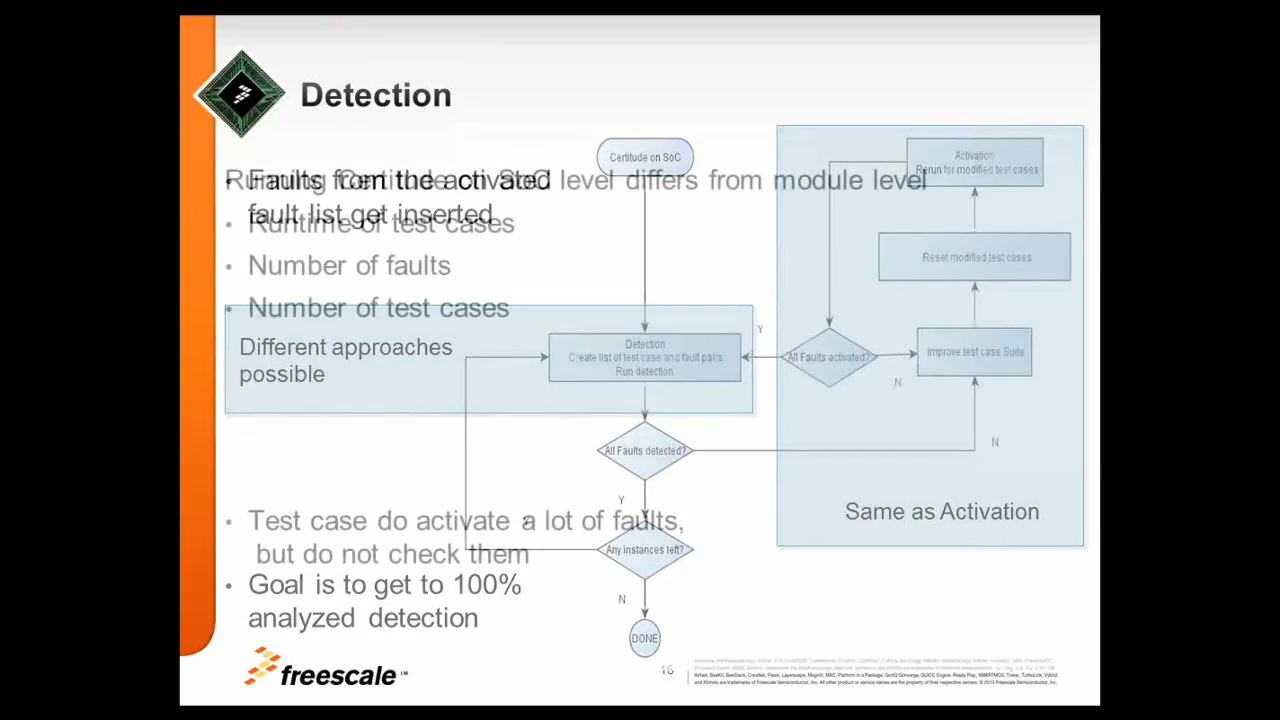 Detection
Running Certitude on SoC level differs from module level
• Faults from the activated
fault list get inserted
• Runtime of test cases
• Number of faults
• Number of test cases
Different approaches
possible
• Test case do activate a lot of faults,
but do not check them
• Goal is to get to 100%
analyzed detection
Certitude on SoC
Detection
Create list of test case and fault pairs.
Run detection.
All Faults detected?
Y
Any instances left?
Y
N
DONE
Activation
Rerun for modified test cases
Reset modified test cases
Improve test case Suite
All Faults activated?
Y
N
N
Same as Activation
freescale ™
16